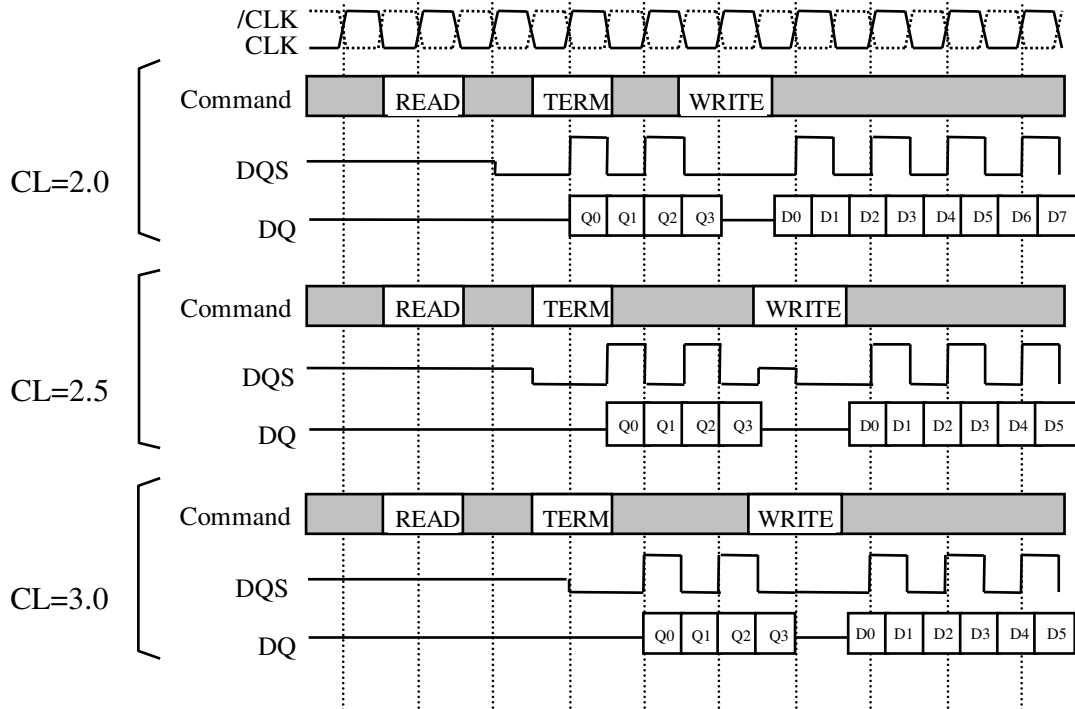 /CLK
CLK
Command READ TERM WRITE
CL=2.0
DQS
DQ Q0 Q1 Q2 Q3 D0 D1 D2 D3 D4 D5 D6 D7
Command READ TERM WRITE
CL=2.5
DQS
DQ Q0 Q1 Q2 Q3 D0 D1 D2 D3 D4 D5
Command READ TERM WRITE
CL=3.0
DQS
DQ Q0 Q1 Q2 Q3 D0 D1 D2 D3 D4 D5